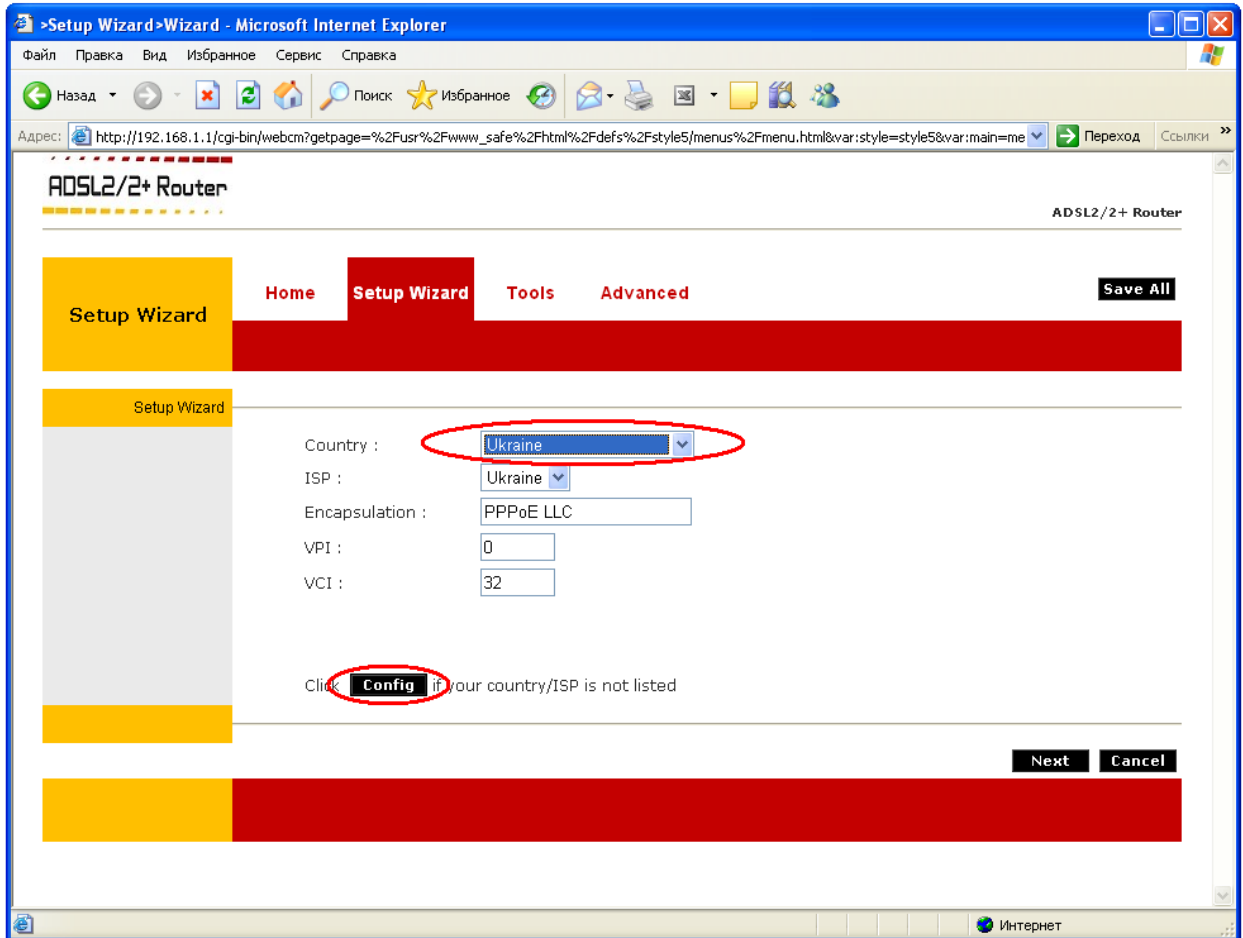 >Setup Wizard>Wizard - Microsoft Internet Explorer
Файл Правка Вид Избранное Сервис Справка
Назад Поиск Избранное
Адрес: http://192.168.1.1/cgi-bin/webcm?getpage=%2Fusr%2Fwww_safe%2Fhtml%2Fdefs%2Fstyle5/menus%2Fmenu.html&var:style=style5&var:main=me Переход Ссылки »
ADSL2/2+ Router
ADSL2/2+ Router
Setup Wizard
Home Setup Wizard Tools Advanced Save All
Setup Wizard
Country : Ukraine
ISP : Ukraine
Encapsulation : PPPoE LLC
VPI : 0
VCI : 32
Click Config if your country/ISP is not listed
Next Cancel
Интернет